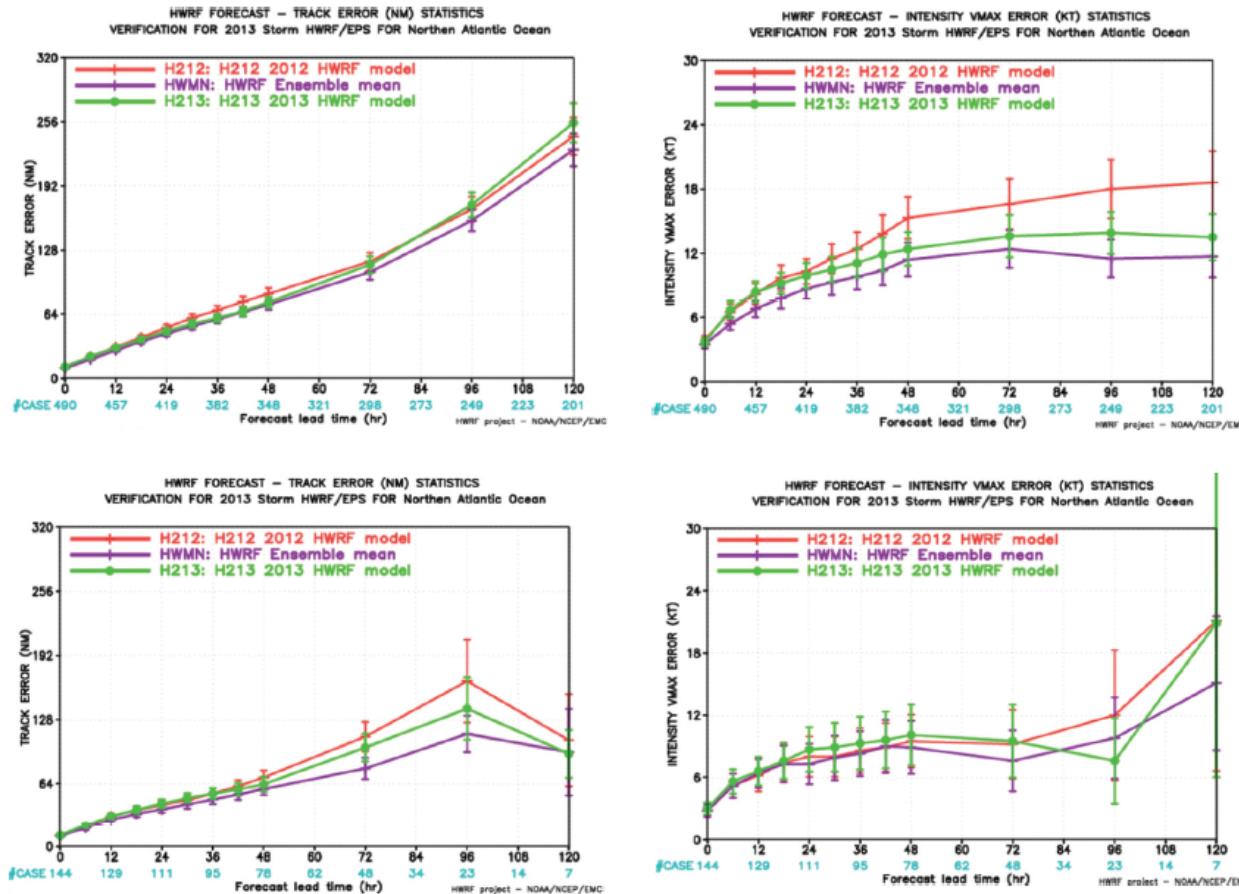 HWRF FORECAST – TRACK ERROR (NM) STATISTICS
VERIFICATION FOR 2013 Storm HWRF/EPS FOR Northen Atlantic Ocean
320
256
192
128
64
0
TRACK ERROR (NM)
H212: H212 2012 HWRF model
HWMN: HWRF Ensemble mean
H213: H213 2013 HWRF model
0 12 24 36 48 60 72 84 96 108 120
#CASE 490 457 419 382 348 321 298 273 249 223 201
Forecast lead time (hr)
HWRF project – NOAA/NCEP/EMC
HWRF FORECAST – INTENSITY VMAX ERROR (KT) STATISTICS
VERIFICATION FOR 2013 Storm HWRF/EPS FOR Northen Atlantic Ocean
30
24
18
12
6
0
INTENSITY VMAX ERROR (KT)
H212: H212 2012 HWRF model
HWMN: HWRF Ensemble mean
H213: H213 2013 HWRF model
0 12 24 36 48 60 72 84 96 108 120
#CASE 490 457 419 382 348 321 298 273 249 223 201
Forecast lead time (hr)
HWRF project – NOAA/NCEP/EM
HWRF FORECAST – TRACK ERROR (NM) STATISTICS
VERIFICATION FOR 2013 Storm HWRF/EPS FOR Northen Atlantic Ocean
320
256
192
128
64
0
TRACK ERROR (NM)
H212: H212 2012 HWRF model
HWMN: HWRF Ensemble mean
H213: H213 2013 HWRF model
0 12 24 36 48 60 72 84 96 108 120
#CASE 144 129 111 95 78 62 48 34 23 14 7
Forecast lead time (hr)
HWRF project – NOAA/NCEP/EMC
HWRF FORECAST – INTENSITY VMAX ERROR (KT) STATISTICS
VERIFICATION FOR 2013 Storm HWRF/EPS FOR Northen Atlantic Ocean
30
24
18
12
6
0
INTENSITY VMAX ERROR (KT)
H212: H212 2012 HWRF model
HWMN: HWRF Ensemble mean
H213: H213 2013 HWRF model
0 12 24 36 48 60 72 84 96 108 120
#CASE 144 129 111 95 78 62 48 34 23 14 7
Forecast lead time (hr)
HWRF project – NOAA/NCEP/EM